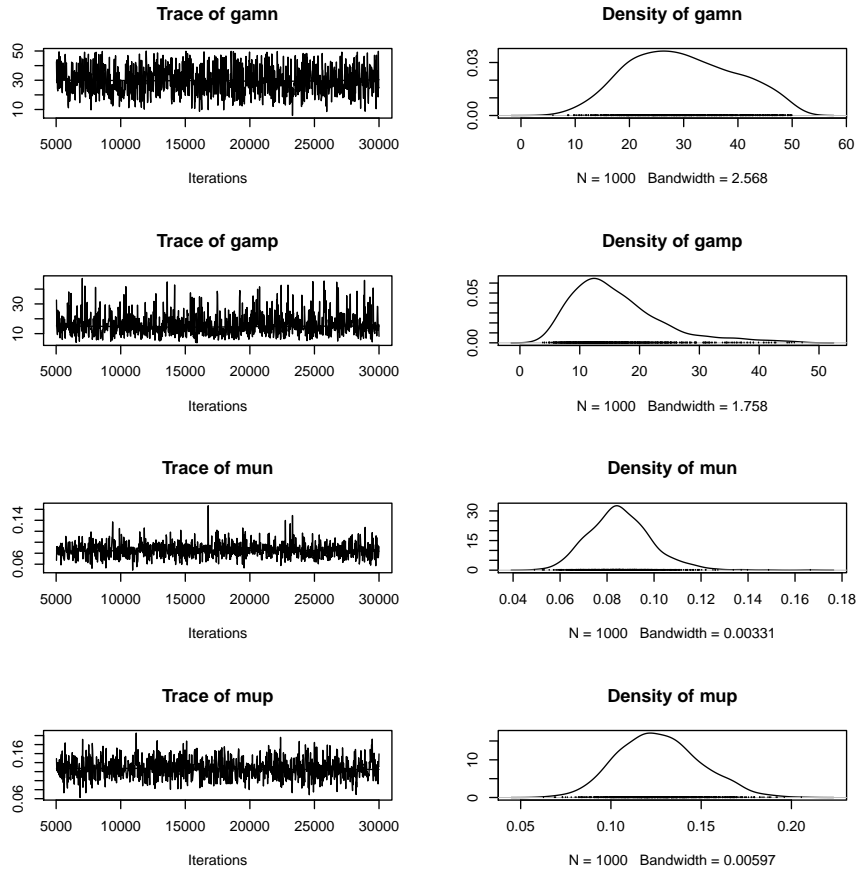 Trace of gamn
50
30
10
5000 10000 15000 20000 25000 30000
Iterations
Density of gamn
0.03
0.00
0 10 20 30 40 50 60
N = 1000 Bandwidth = 2.568
Trace of gamp
30
10
5000 10000 15000 20000 25000 30000
Iterations
Density of gamp
0.05
0.00
0 10 20 30 40 50
N = 1000 Bandwidth = 1.758
Trace of mun
0.14
0.06
5000 10000 15000 20000 25000 30000
Iterations
Density of mun
30
15
0
0.04 0.06 0.08 0.10 0.12 0.14 0.16 0.18
N = 1000 Bandwidth = 0.00331
Trace of mup
0.16
0.06
5000 10000 15000 20000 25000 30000
Iterations
Density of mup
10
0
0.05 0.10 0.15 0.20
N = 1000 Bandwidth = 0.00597